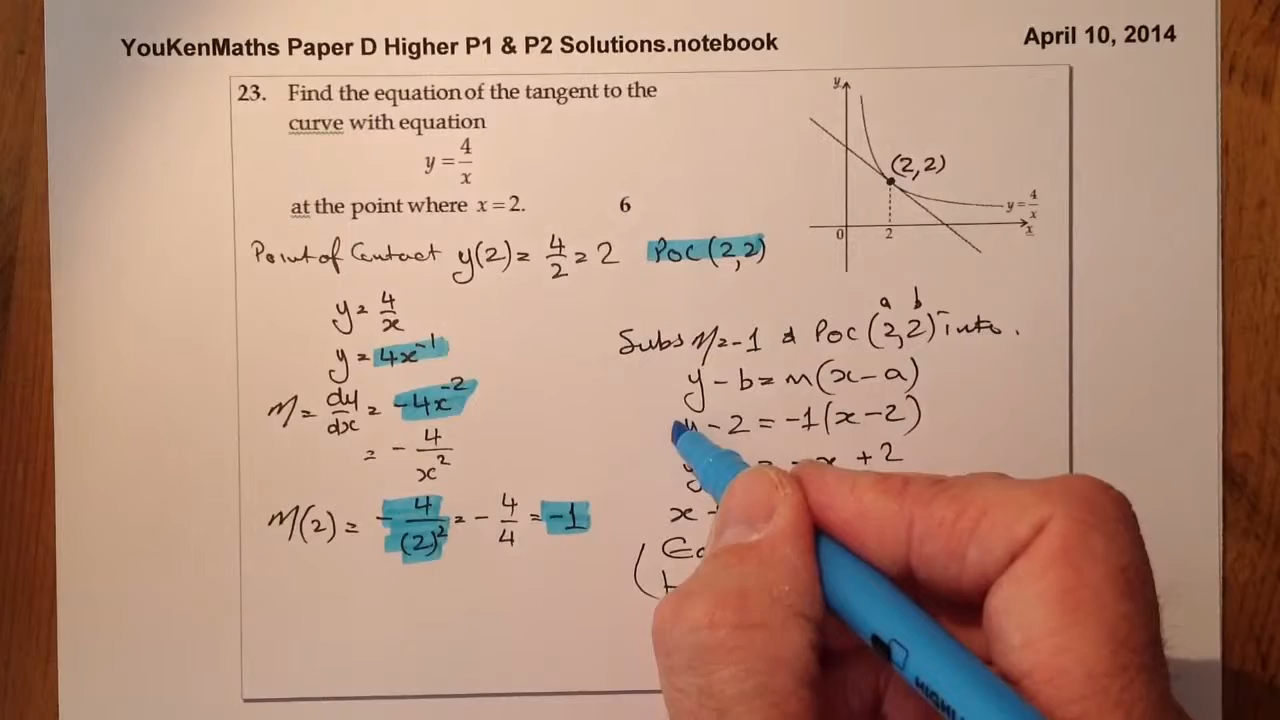 YouKenMaths Paper D Higher P1 & P2 Solutions.notebook
April 10, 2014
23. Find the equation of the tangent to the
curve with equation
y = 4/x
at the point where x = 2. 6
y
(2,2)
y = 4/x
x
0 2
Point of Contact y(2) = 4/2 = 2 POC (2,2)
y = 4/x
y = 4x⁻¹
m = dy/dx = -4x⁻²
= - 4/x²
m(2) = - 4/(2)² = - 4/4 = -1
a b
Subs m = -1 & POC (2,2) into.
y - b = m(x - a)
y - 2 = -1(x - 2)
= - x + 2
x -
HIGHLI